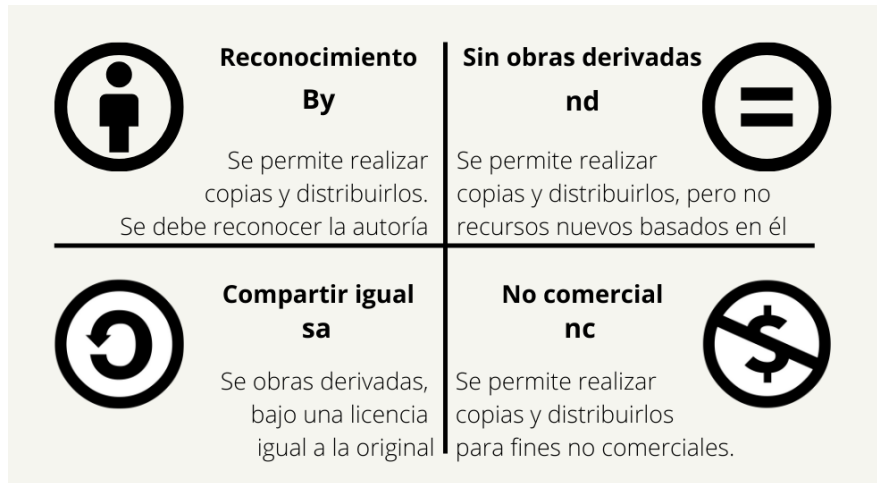 Reconocimiento
By
Se permite realizar
copias y distribuirlos.
Se debe reconocer la autoría
Sin obras derivadas
nd
Se permite realizar
copias y distribuirlos, pero no
recursos nuevos basados en él
Compartir igual
sa
Se obras derivadas,
bajo una licencia
igual a la original
No comercial
nc
Se permite realizar
copias y distribuirlos
para fines no comerciales.